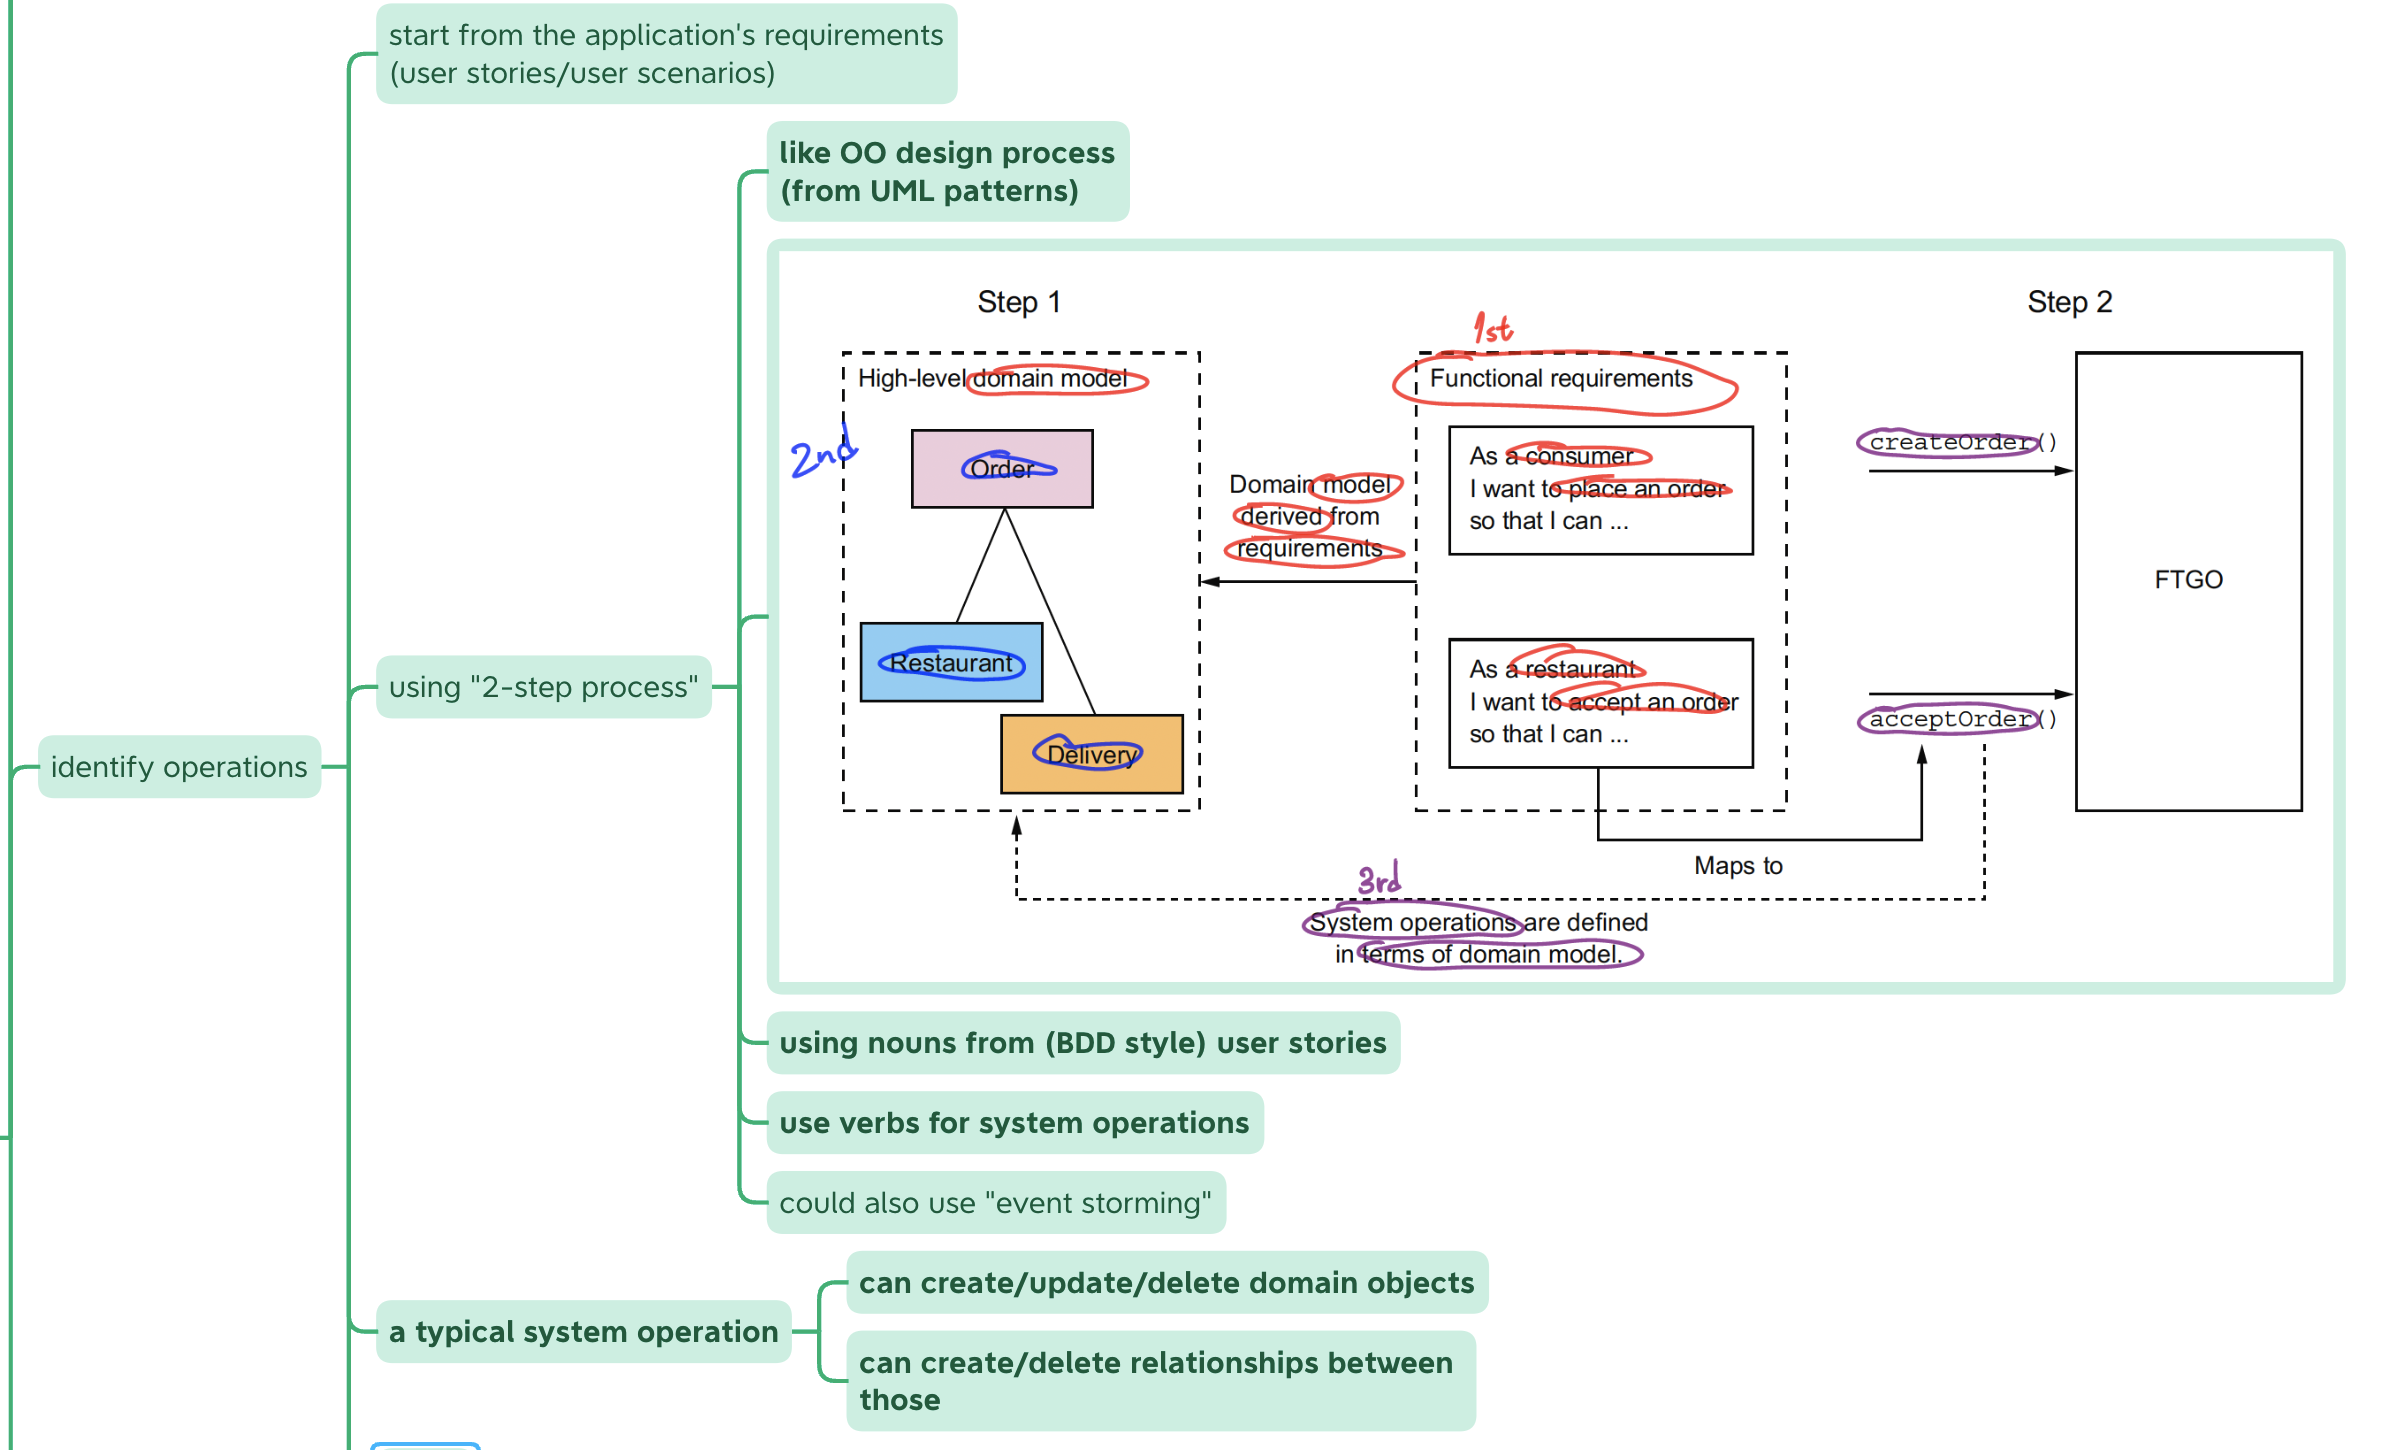 start from the application's requirements
(user stories/user scenarios)
like OO design process
(from UML patterns)
Step 1
Step 2
1st
High-level domain model
Functional requirements
2nd
Order
Restaurant
Delivery
Domain model
derived from
requirements
As a consumer
I want to place an order
so that I can ...
As a restaurant
I want to accept an order
so that I can ...
createOrder()
acceptOrder()
FTGO
Maps to
3rd
System operations are defined
in terms of domain model.
using "2-step process"
identify operations
using nouns from (BDD style) user stories
use verbs for system operations
could also use "event storming"
a typical system operation
can create/update/delete domain objects
can create/delete relationships between
those